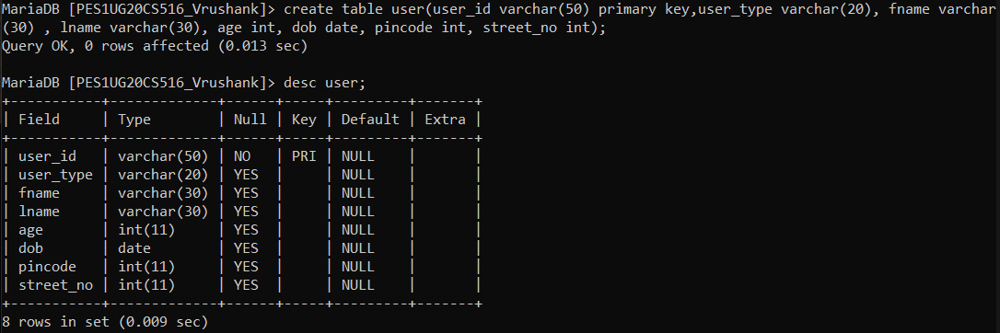 MariaDB [PES1UG20CS516_Vrushank]> create table user(user_id varchar(50) primary key,user_type varchar(20), fname varchar
(30) , lname varchar(30), age int, dob date, pincode int, street_no int);
Query OK, 0 rows affected (0.013 sec)

MariaDB [PES1UG20CS516_Vrushank]> desc user;
+-----------+-------------+------+-----+---------+-------+
| Field     | Type        | Null | Key | Default | Extra |
+-----------+-------------+------+-----+---------+-------+
| user_id   | varchar(50) | NO   | PRI | NULL    |       |
| user_type | varchar(20) | YES  |     | NULL    |       |
| fname     | varchar(30) | YES  |     | NULL    |       |
| lname     | varchar(30) | YES  |     | NULL    |       |
| age       | int(11)     | YES  |     | NULL    |       |
| dob       | date        | YES  |     | NULL    |       |
| pincode   | int(11)     | YES  |     | NULL    |       |
| street_no | int(11)     | YES  |     | NULL    |       |
+-----------+-------------+------+-----+---------+-------+
8 rows in set (0.009 sec)